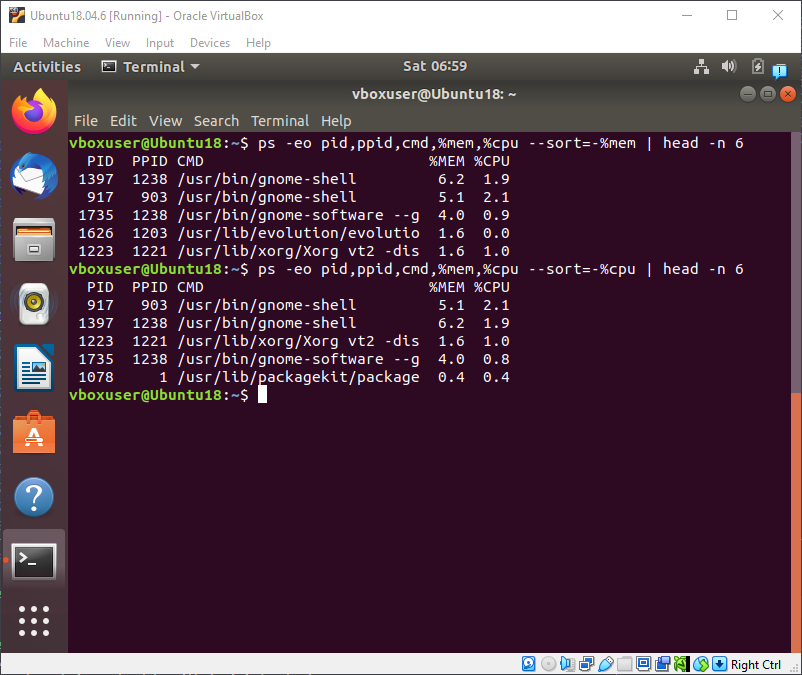 Ubuntu18.04.6 [Running] - Oracle VirtualBox
File Machine View Input Devices Help
Activities Terminal Sat 06:59
vboxuser@Ubuntu18: ~
File Edit View Search Terminal Help
vboxuser@Ubuntu18:~$ ps -eo pid,ppid,cmd,%mem,%cpu --sort=-%mem | head -n 6
PID PPID CMD %MEM %CPU
1397 1238 /usr/bin/gnome-shell 6.2 1.9
917 903 /usr/bin/gnome-shell 5.1 2.1
1735 1238 /usr/bin/gnome-software --g 4.0 0.9
1626 1203 /usr/lib/evolution/evolutio 1.6 0.0
1223 1221 /usr/lib/xorg/Xorg vt2 -dis 1.6 1.0
vboxuser@Ubuntu18:~$ ps -eo pid,ppid,cmd,%mem,%cpu --sort=-%cpu | head -n 6
PID PPID CMD %MEM %CPU
917 903 /usr/bin/gnome-shell 5.1 2.1
1397 1238 /usr/bin/gnome-shell 6.2 1.9
1223 1221 /usr/lib/xorg/Xorg vt2 -dis 1.6 1.0
1735 1238 /usr/bin/gnome-software --g 4.0 0.8
1078 1 /usr/lib/packagekit/package 0.4 0.4
vboxuser@Ubuntu18:~$
Right Ctrl